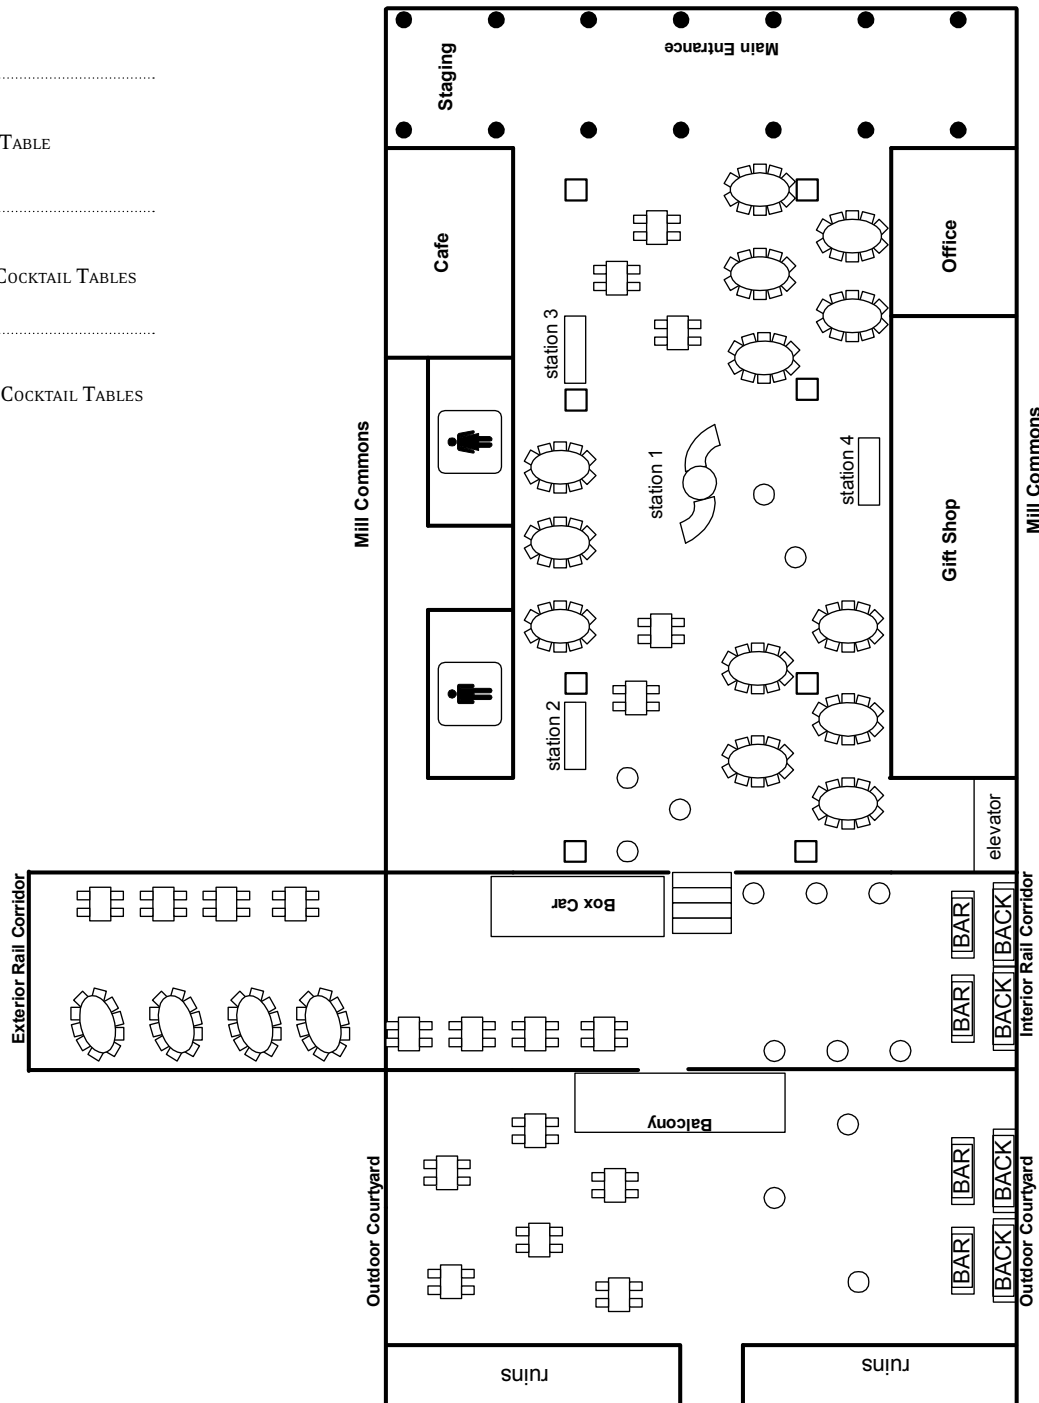 TABLE
COCKTAIL TABLES
COCKTAIL TABLES
Main Entrance
Staging
Cafe
Office
station 3
Mill Commons
station 1
station 4
Gift Shop
Mill Commons
station 2
elevator
Exterior Rail Corridor
Box Car
BAR
BACK
BAR
BACK
Interior Rail Corridor
Balcony
Outdoor Courtyard
BAR
BACK
BAR
BACK
Outdoor Courtyard
ruins
ruins